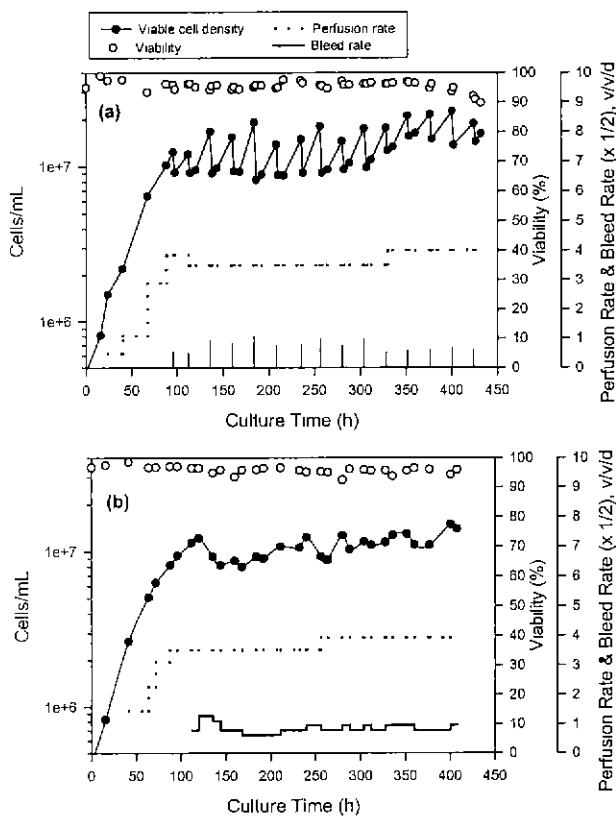 Viable cell density
Perfusion rate
Viability
Bleed rate
(a)
Cells/mL
1e+7
1e+6
100
90
80
70
60
50
40
30
20
10
0
Viability (%)
10
9
8
7
6
5
4
3
2
1
0
Perfusion Rate & Bleed Rate (x 1/2), v/v/d
0 50 100 150 200 250 300 350 400 450
Culture Time (h)
(b)
Cells/mL
1e+7
1e+6
100
90
80
70
60
50
40
30
20
10
0
Viability (%)
10
9
8
7
6
5
4
3
2
1
0
Perfusion Rate & Bleed Rate (x 1/2), v/v/d
0 50 100 150 200 250 300 350 400 450
Culture Time (h)